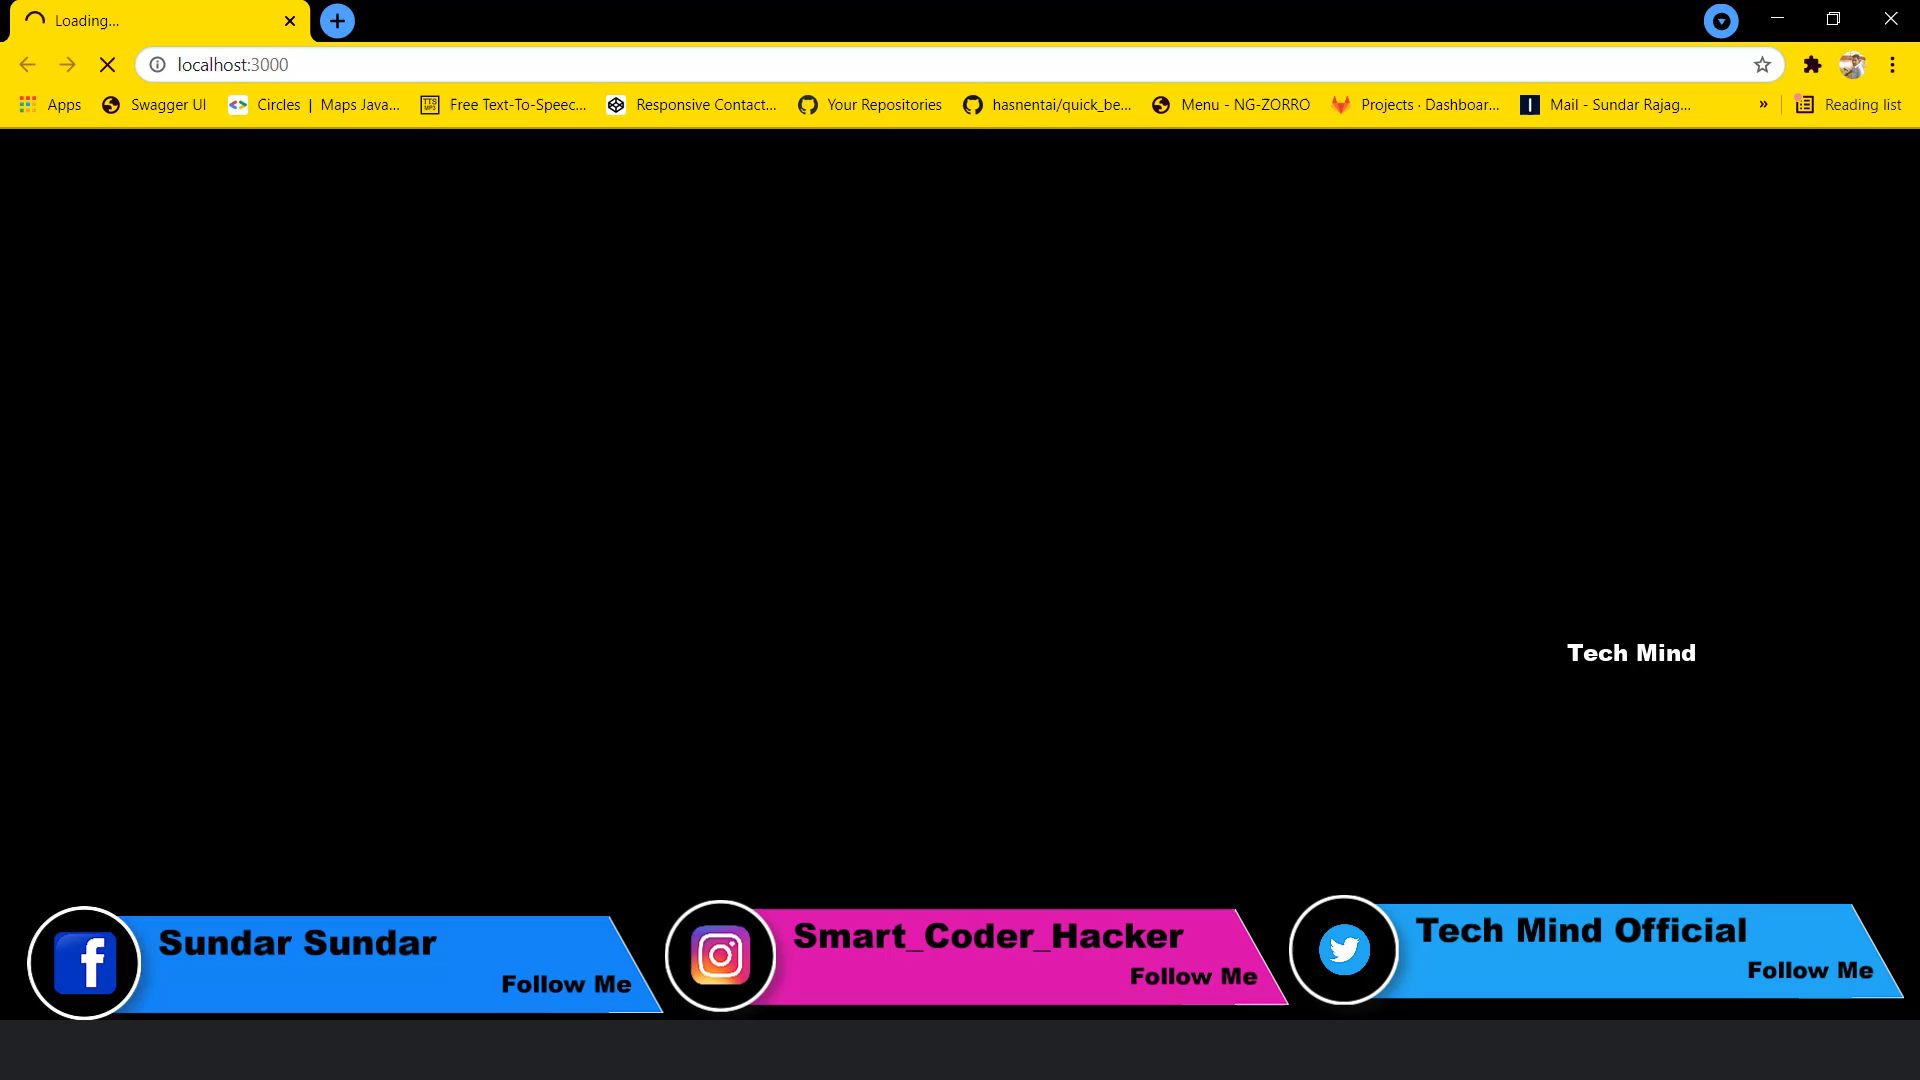 Loading...
localhost:3000
Apps Swagger UI Circles | Maps Java... Free Text-To-Speec... Responsive Contact... Your Repositories hasnentai/quick_be... Menu - NG-ZORRO Projects · Dashboar... Mail - Sundar Rajag... » Reading list
TTS
MP3
Tech Mind
Sundar Sundar
Follow Me
Smart_Coder_Hacker
Follow Me
Tech Mind Official
Follow Me